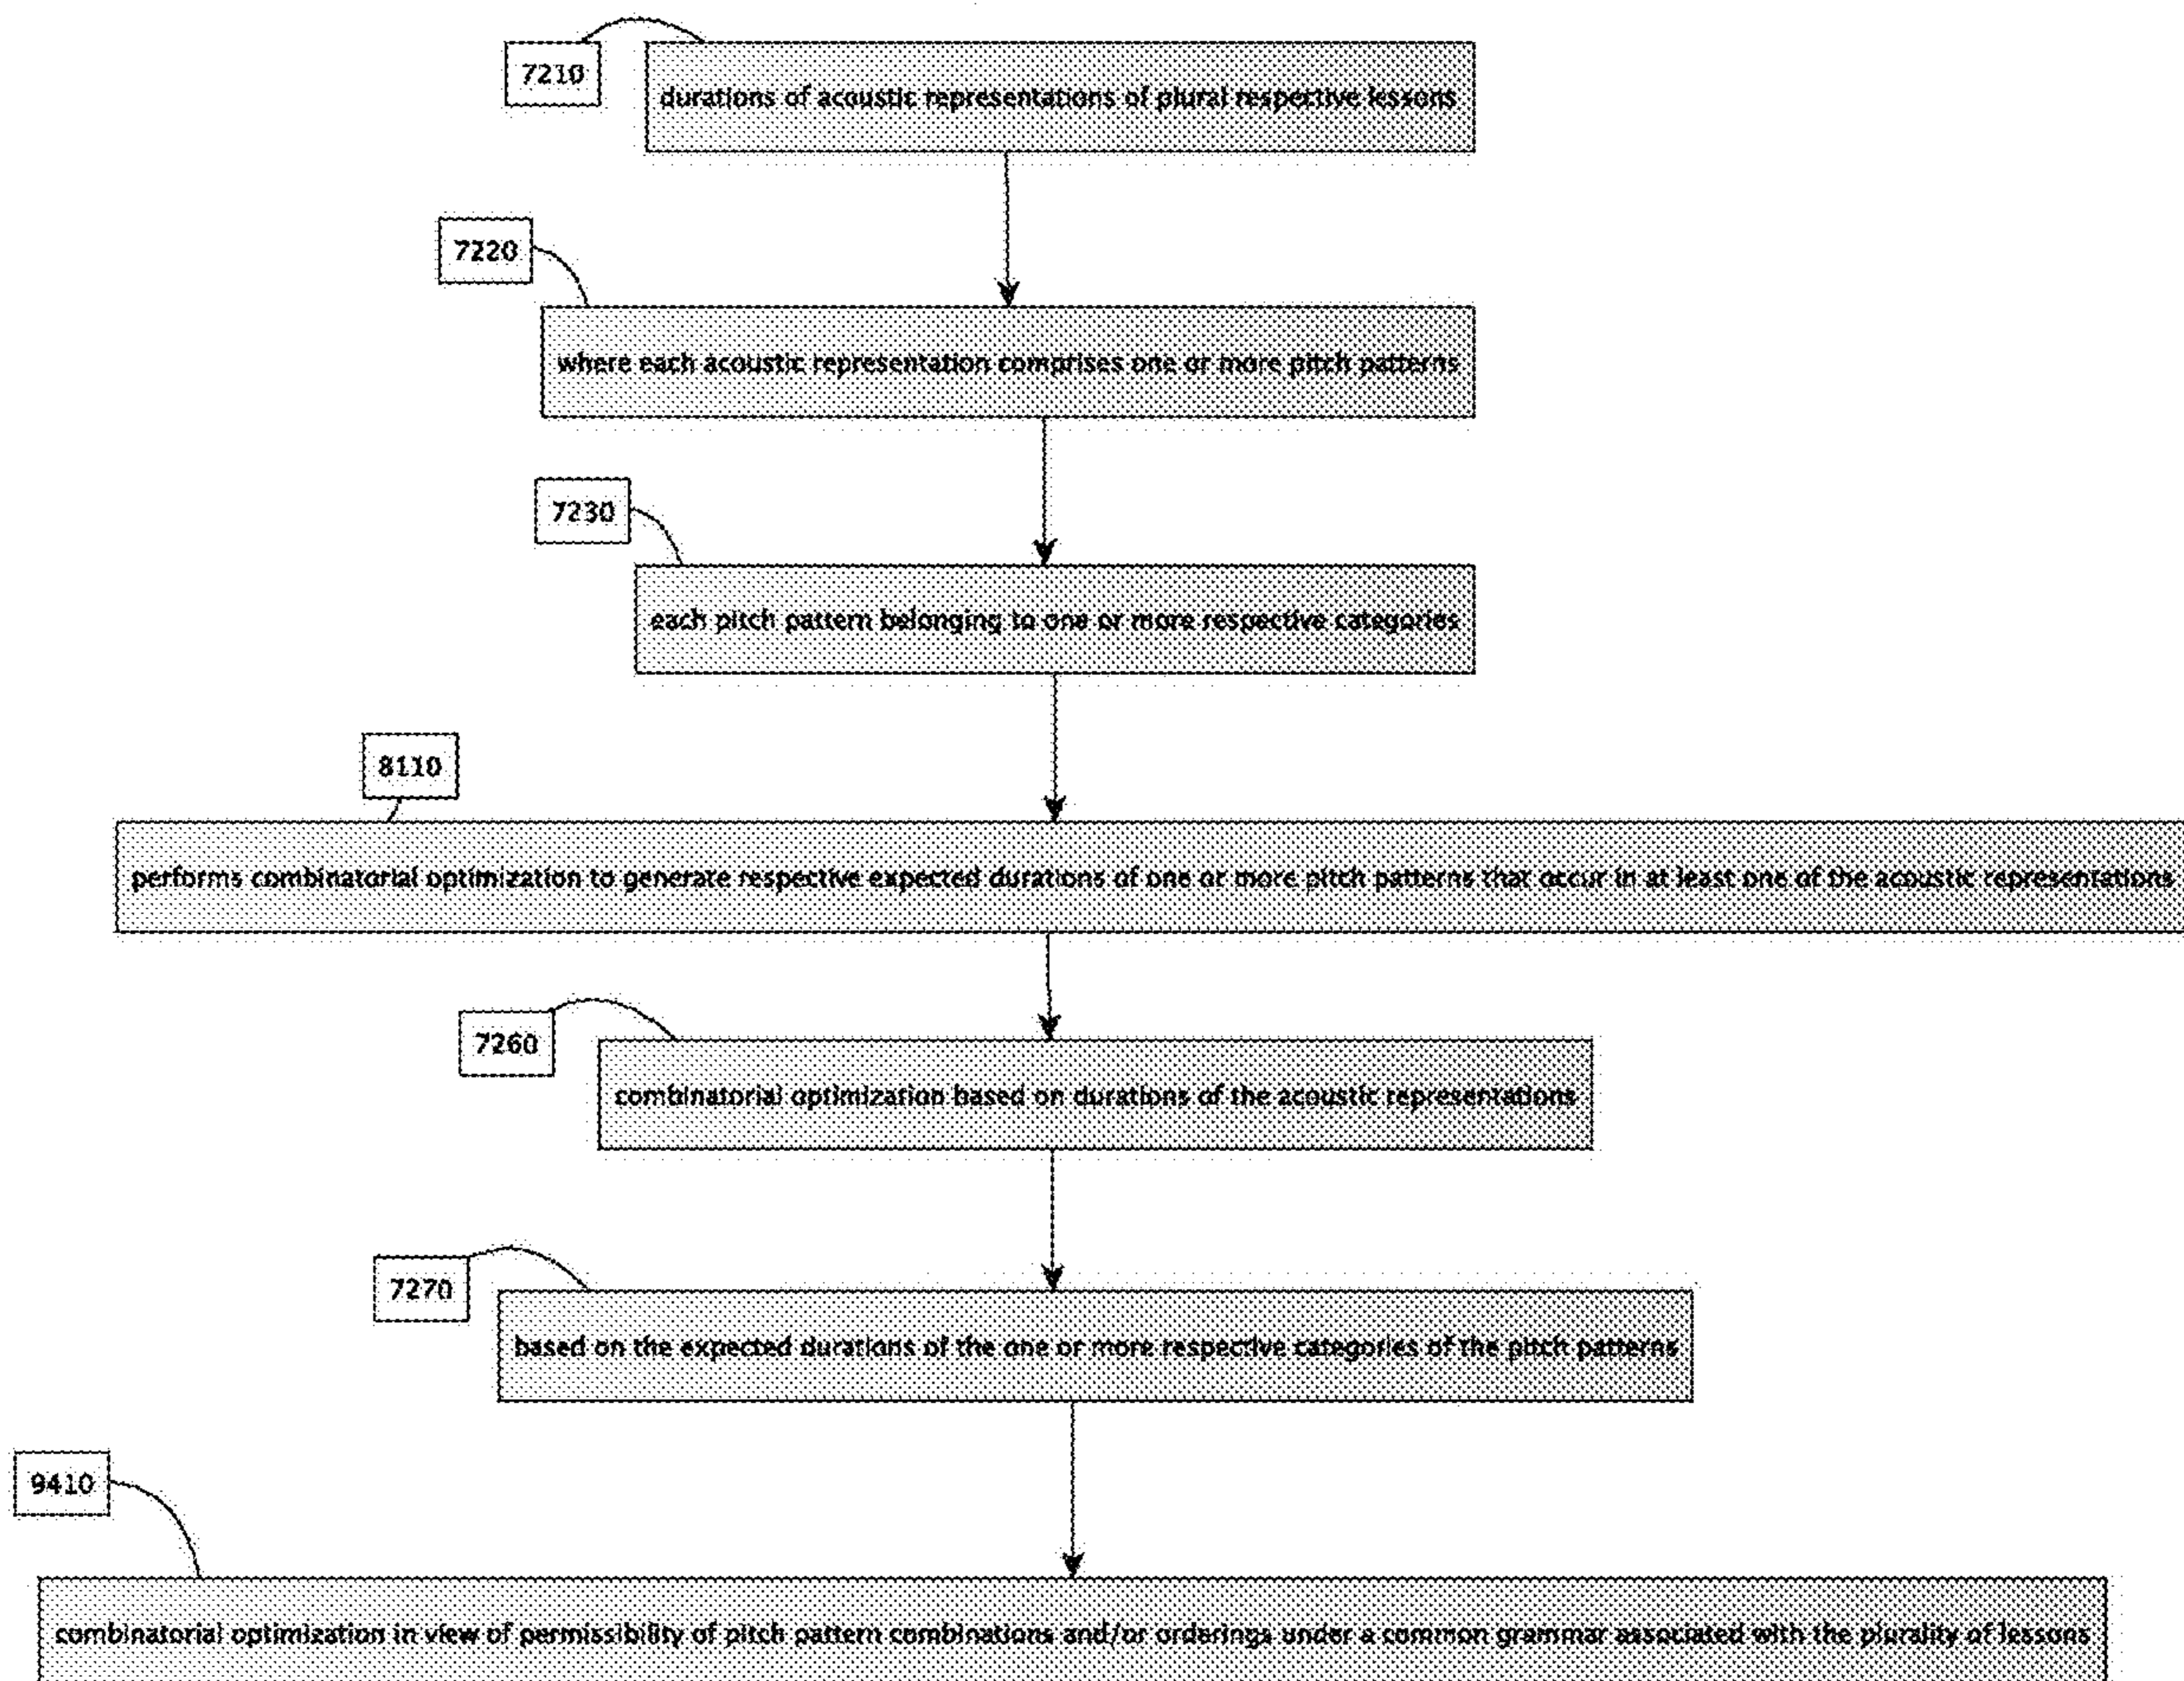 7210
durations of acoustic representations of plural respective lessons
7220
where each acoustic representation comprises one or more pitch patterns
7230
each pitch pattern belonging to one or more respective categories
8110
performs combinatorial optimization to generate respective expected durations of one or more pitch patterns that occur in at least one of the acoustic representations
7260
combinatorial optimization based on durations of the acoustic representations
7270
based on the expected durations of the one or more respective categories of the pitch patterns
9410
combinatorial optimization in view of permissibility of pitch pattern combinations and/or orderings under a common grammar associated with the plurality of lessons